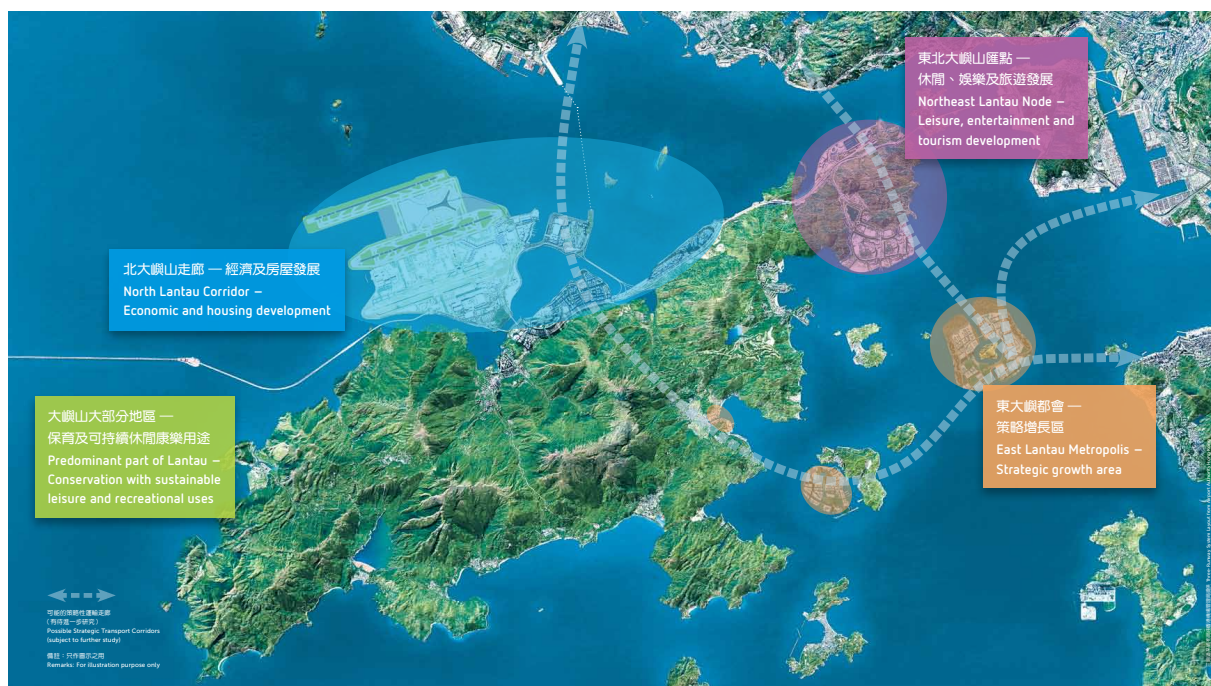 東北大嶼山匯點 —
休閒、娛樂及旅遊發展
Northeast Lantau Node –
Leisure, entertainment and
tourism development
北大嶼山走廊 — 經濟及房屋發展
North Lantau Corridor –
Economic and housing development
大嶼山大部分地區 —
保育及可持續休閒康樂用途
Predominant part of Lantau –
Conservation with sustainable
leisure and recreational uses
東大嶼都會 —
策略增長區
East Lantau Metropolis –
Strategic growth area
可能的策略性運輸走廊
(有待進一步研究)
Possible Strategic Transport Corridors
(subject to further study)
備註：只作圖示之用
Remarks: For illustration purpose only